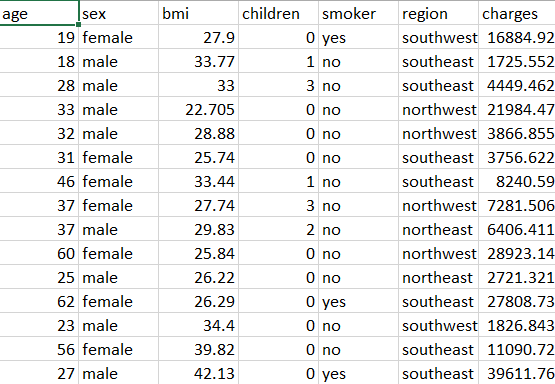 age sex bmi children smoker region charges
19 female 27.9 0 yes southwest 16884.92
18 male 33.77 1 no southeast 1725.552
28 male 33 3 no southeast 4449.462
33 male 22.705 0 no northwest 21984.47
32 male 28.88 0 no northwest 3866.855
31 female 25.74 0 no southeast 3756.622
46 female 33.44 1 no southeast 8240.59
37 female 27.74 3 no northwest 7281.506
37 male 29.83 2 no northeast 6406.411
60 female 25.84 0 no northwest 28923.14
25 male 26.22 0 no northeast 2721.321
62 female 26.29 0 yes southeast 27808.73
23 male 34.4 0 no southwest 1826.843
56 female 39.82 0 no southeast 11090.72
27 male 42.13 0 yes southeast 39611.76